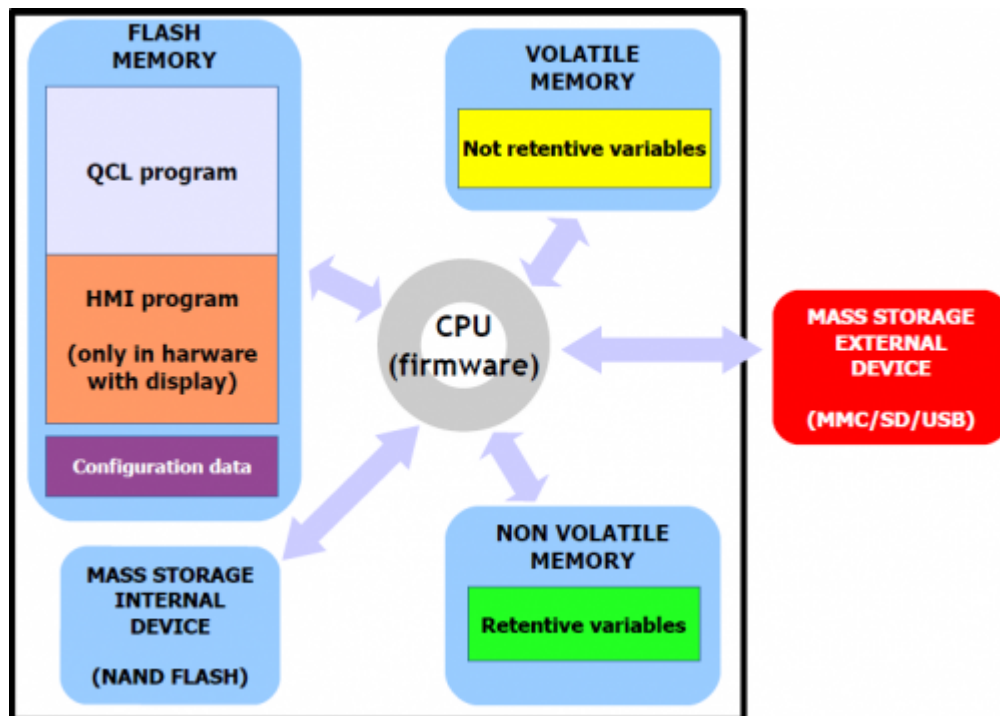 FLASH
MEMORY
QCL program
HMI program
(only in harware
with display)
Configuration data
VOLATILE
MEMORY
Not retentive variables
CPU
(firmware)
MASS STORAGE
EXTERNAL
DEVICE
(MMC/SD/USB)
MASS STORAGE
INTERNAL
DEVICE
(NAND FLASH)
NON VOLATILE
MEMORY
Retentive variables